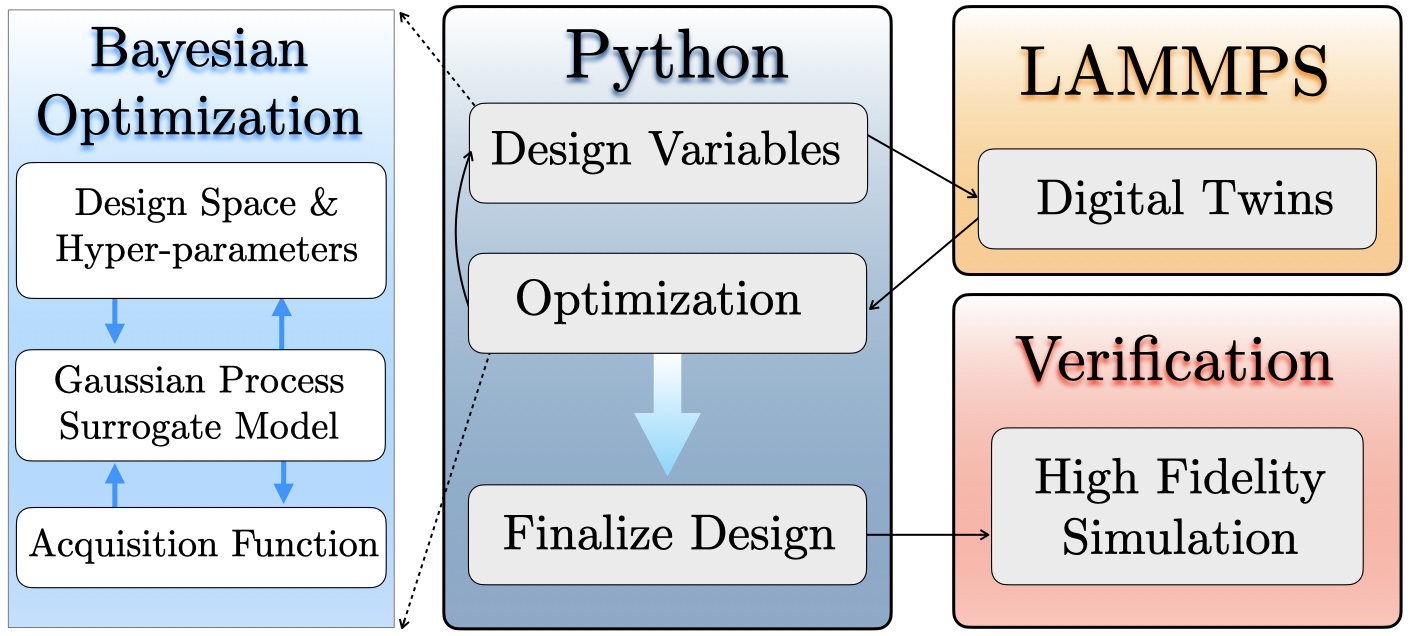 Bayesian
Optimization
Design Space &
Hyper-parameters
Gaussian Process
Surrogate Model
Acquisition Function
Python
Design Variables
Optimization
Finalize Design
LAMMPS
Digital Twins
Verification
High Fidelity
Simulation